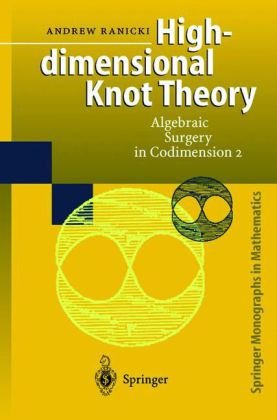 ANDREW RANICKI
High-
dimensional
Knot Theory
Algebraic
Surgery
in Codimension 2
Springer Monographs in Mathematics
Springer